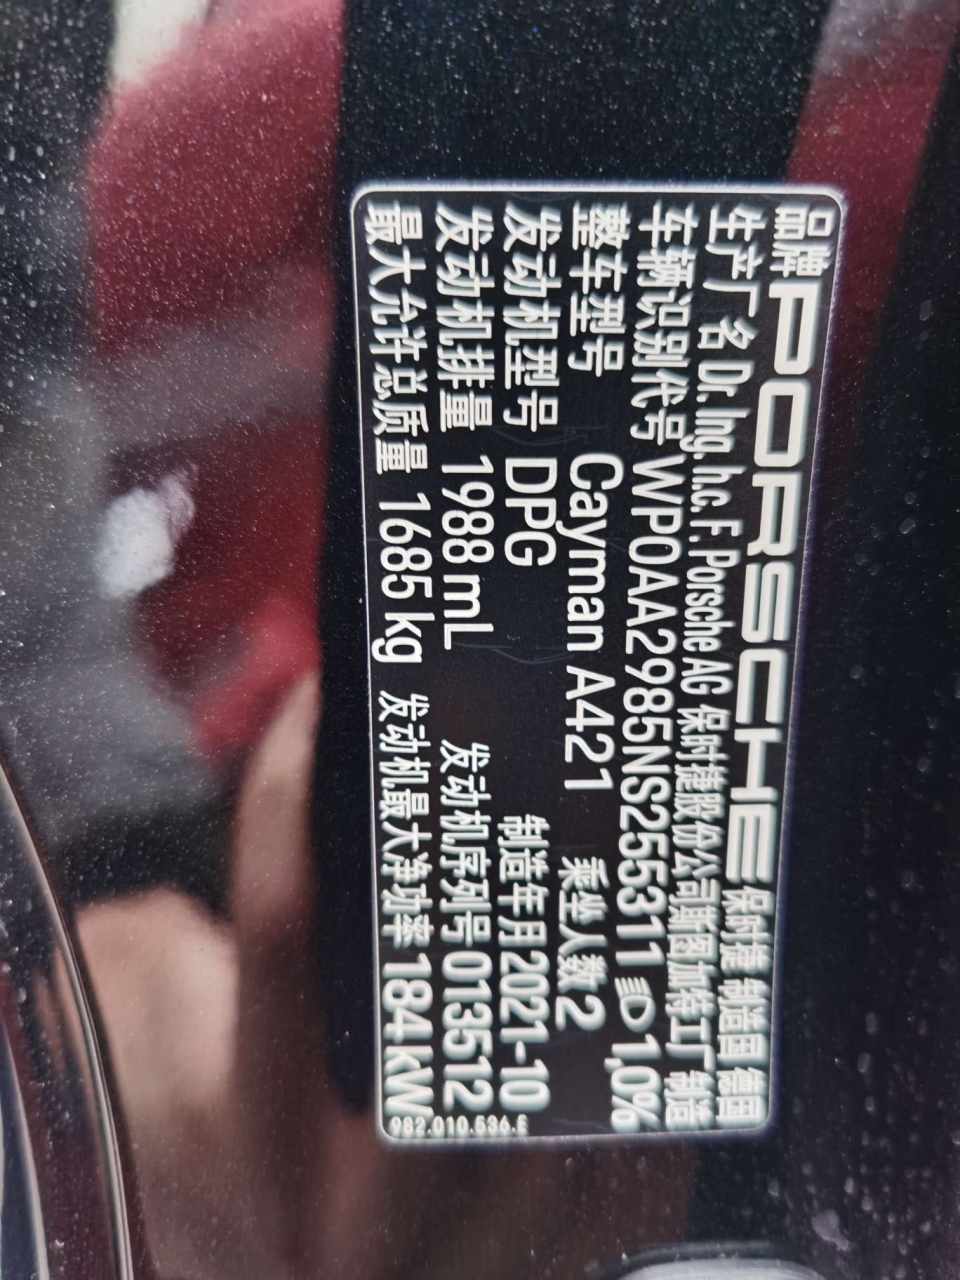 品牌 PORSCHE 保时捷 制造国 德国
生产厂名 Dr. Ing. h.c. F. Porsche AG 保时捷股份公司斯图加特工厂制造
车辆识别代号 WP0AA2985NS255311 1,0%
整车型号 Cayman A421 乘坐人数 2
发动机型号 DPG 制造年月 2021-10
发动机排量 1988 mL 发动机序列号 013512
最大允许总质量 1685 kg 发动机最大净功率 184 kW
982.010.536.E